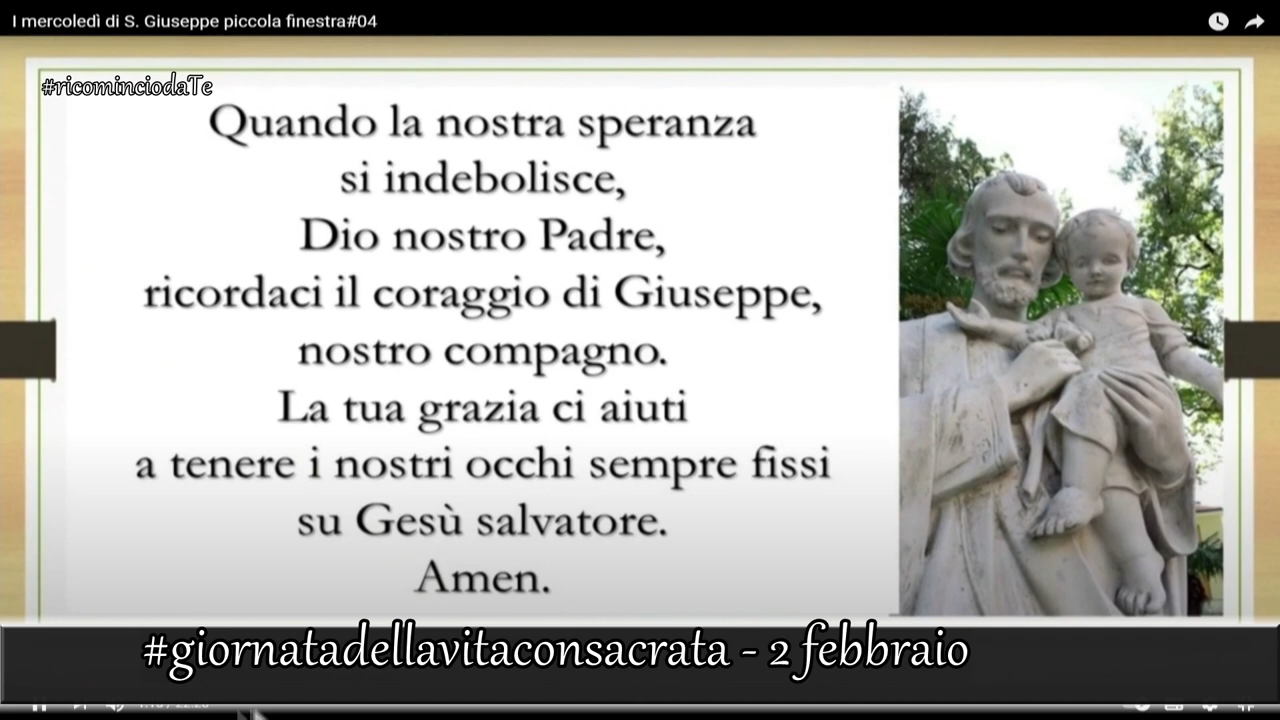 I mercoledì di S. Giuseppe piccola finestra#04
#ricominciodaTe
Quando la nostra speranza
si indebolisce,
Dio nostro Padre,
ricordaci il coraggio di Giuseppe,
nostro compagno.
La tua grazia ci aiuti
a tenere i nostri occhi sempre fissi
su Gesù salvatore.
Amen.
#giornatadellavitaconsacrata - 2 febbraio